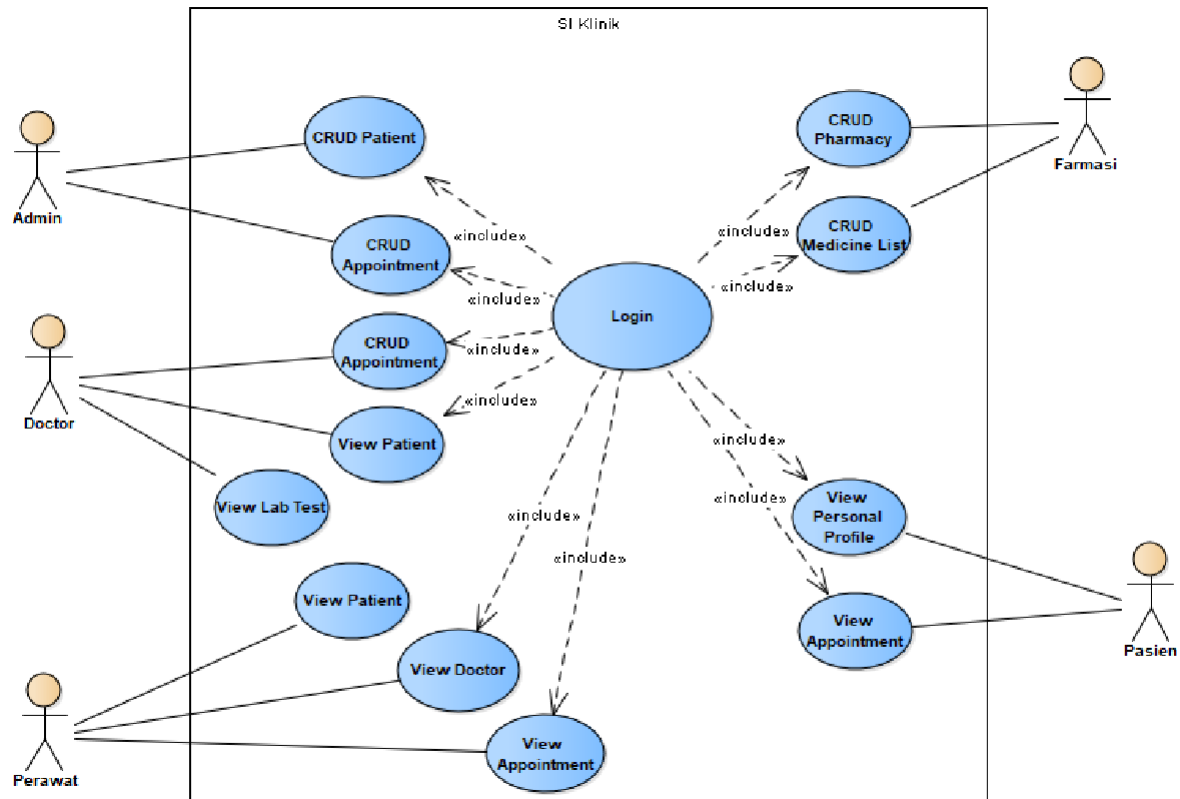 SI Klinik
CRUD Patient
CRUD
Pharmacy
Farmasi
Admin
«include»
«include»
CRUD
Medicine List
CRUD
Appointment
«include»
«include»
Login
CRUD
Appointment
«include»
Doctor
«include»
View Patient
«include»
View Lab Test
«include»
View
Personal
Profile
«include»
«include»
View Patient
View
Appointment
Pasien
View Doctor
View
Appointment
Perawat